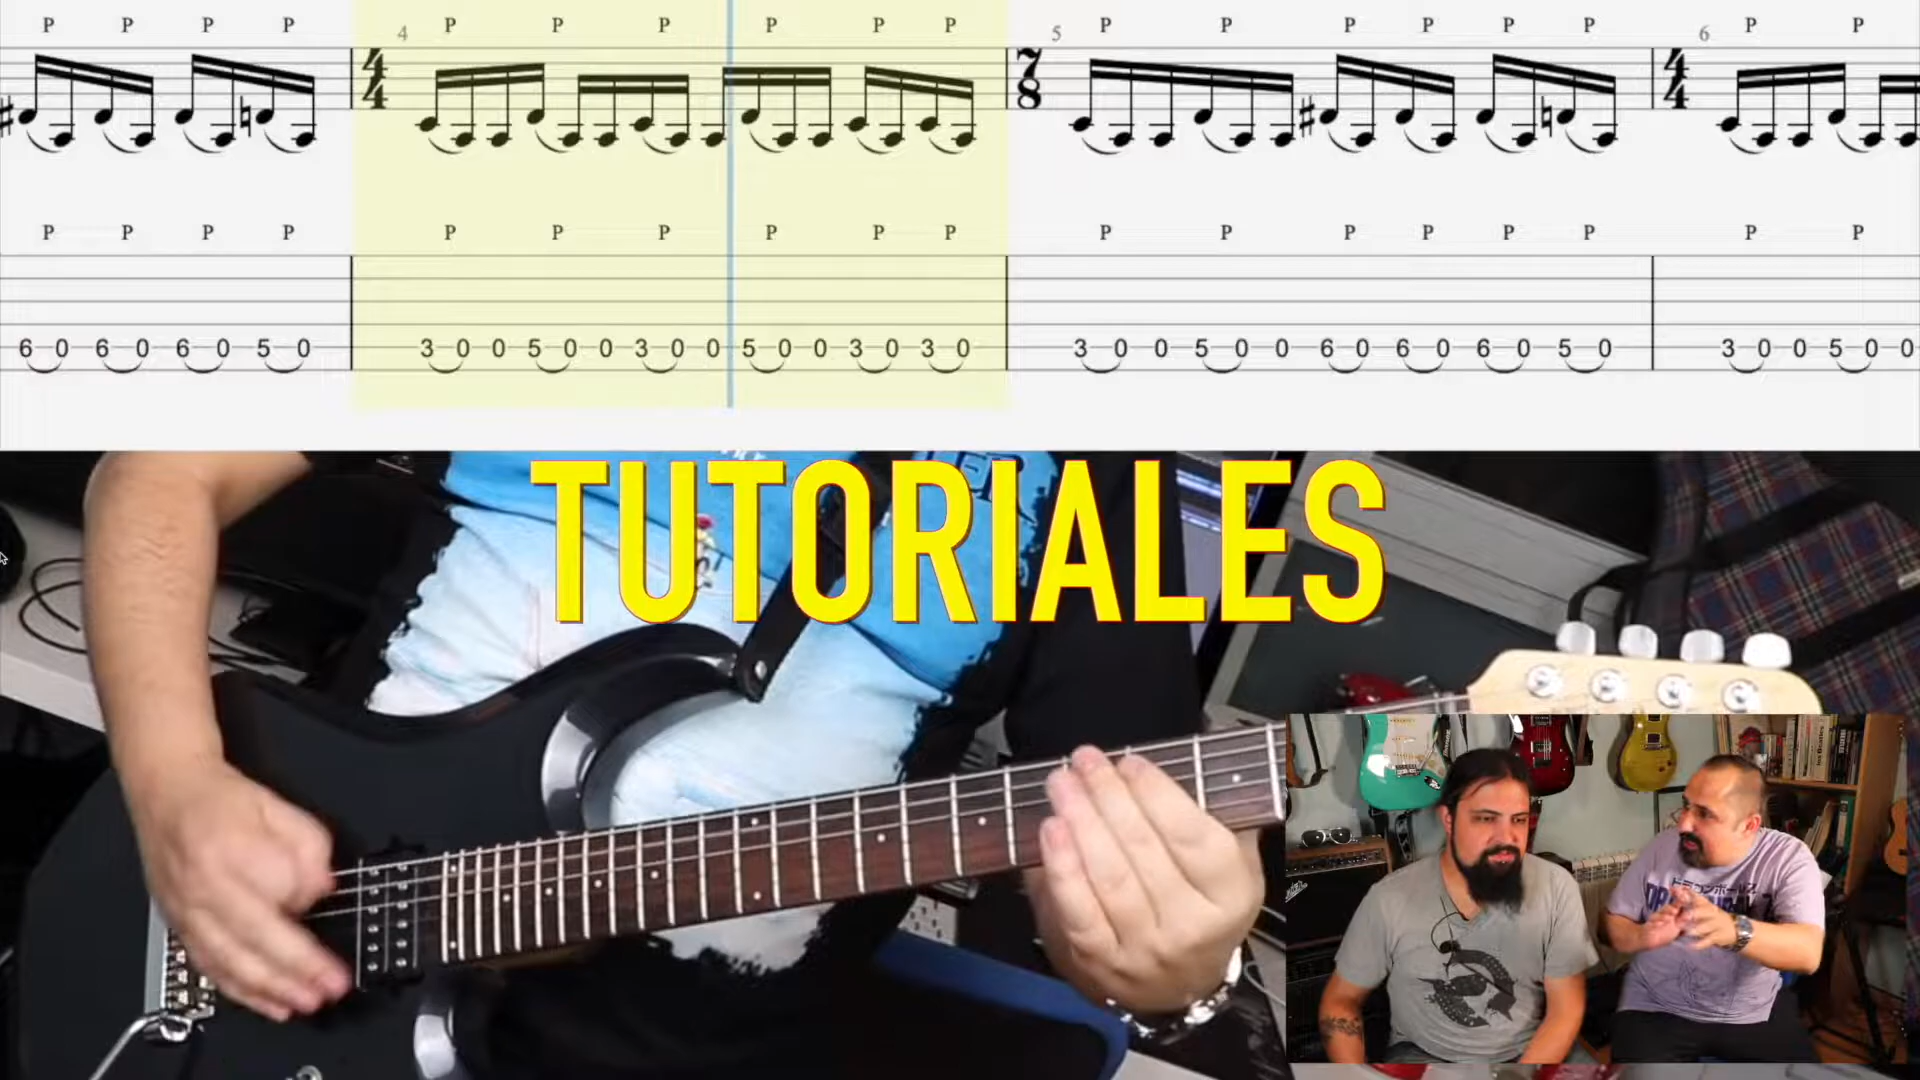 P P P P P P P P P P P P P P P P P P
4 5 6
4 4 7 8 4 4
P P P P P P P P P P P P P P P P P P
6 0 6 0 6 0 5 0 3 0 0 5 0 0 3 0 0 5 0 0 3 0 3 0 3 0 0 5 0 0 6 0 6 0 6 0 5 0 3 0 0 5 0 0
TUTORIALES